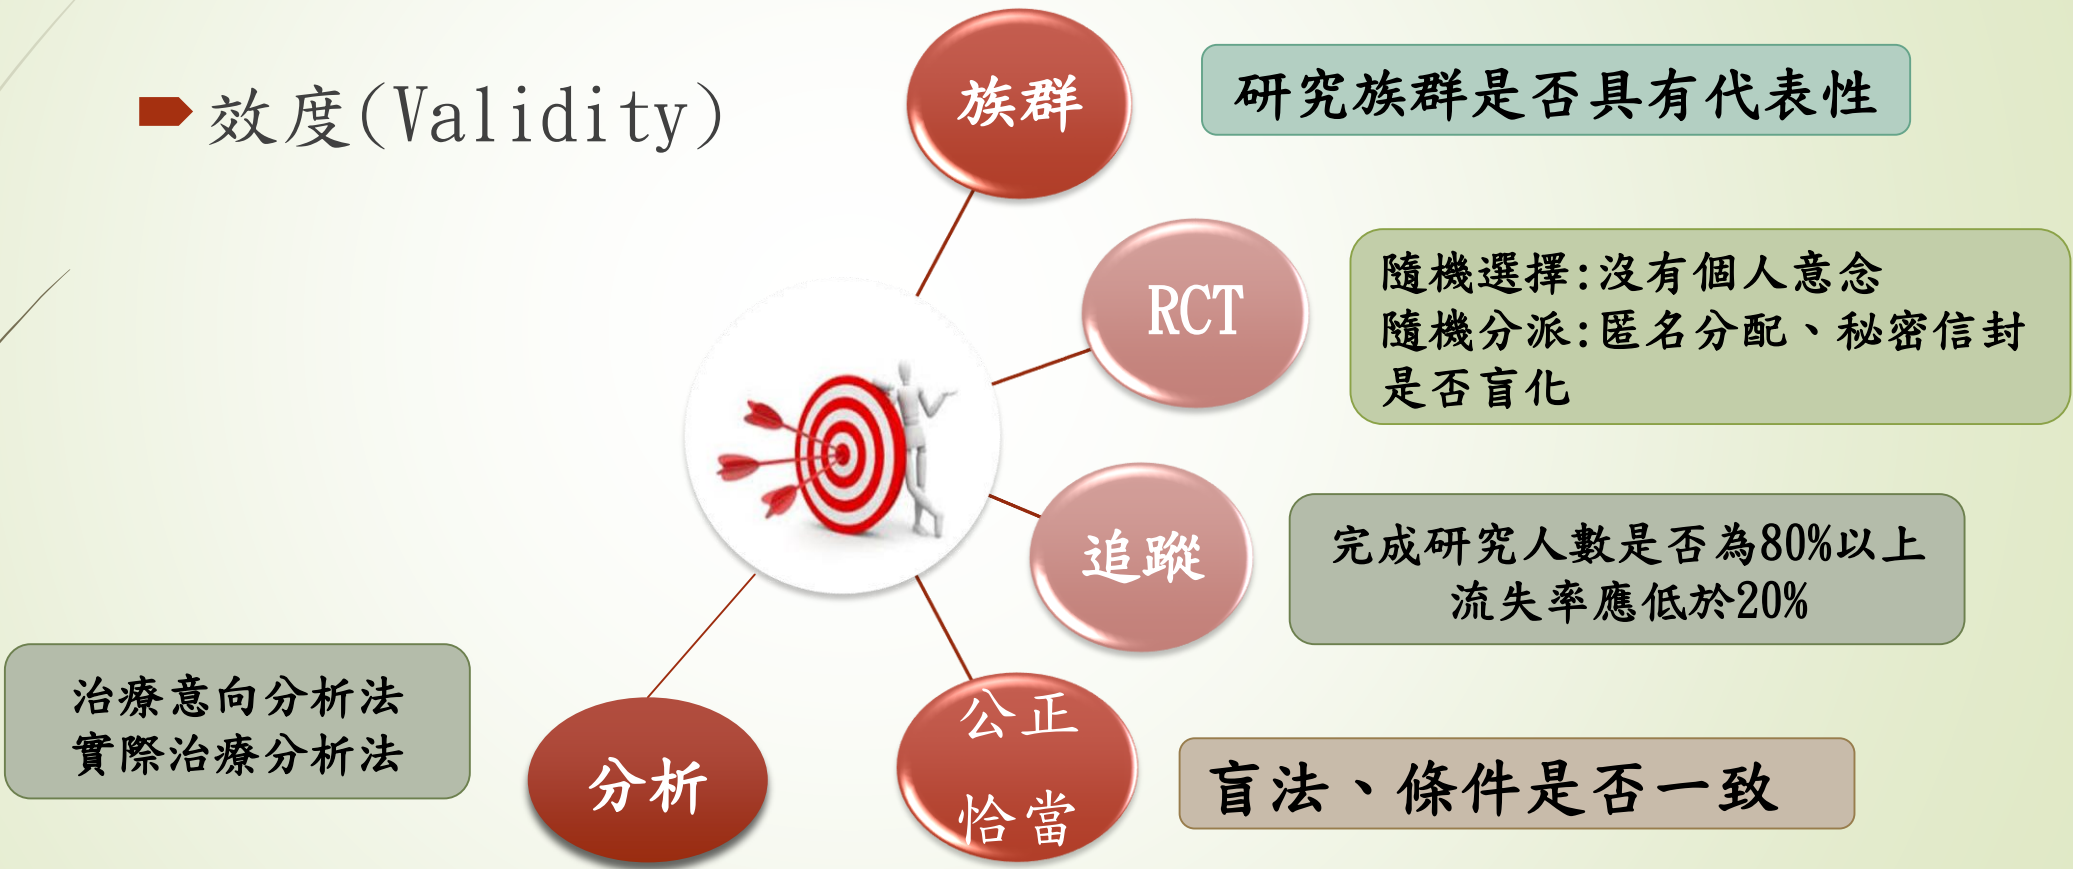 效度(Validity)
族群
研究族群是否具有代表性
RCT
隨機選擇:沒有個人意念
隨機分派:匿名分配、秘密信封
是否盲化
追蹤
完成研究人數是否為80%以上
流失率應低於20%
公正
恰當
盲法、條件是否一致
分析
治療意向分析法
實際治療分析法